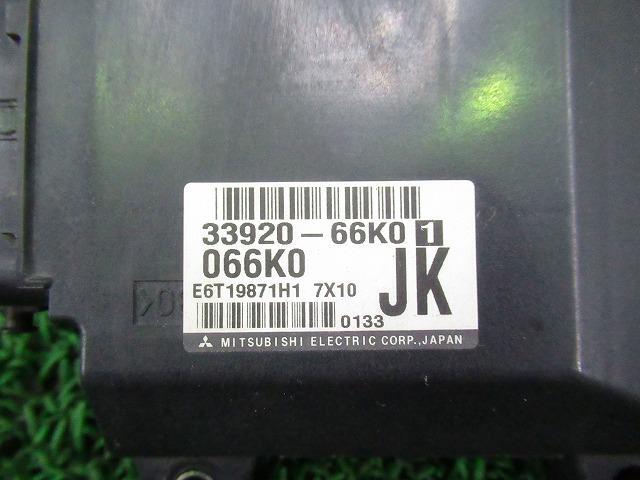 33920-66K0 1
066K0
JK
E6T19871H1 7X10
0133
MITSUBISHI ELECTRIC CORP.,JAPAN